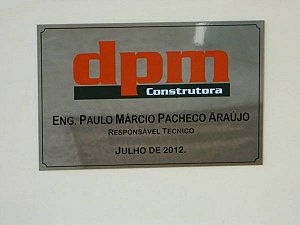 dpm
Construtora
ENG. PAULO MÁRCIO PACHECO ARAÚJO
RESPONSÁVEL TÉCNICO
JULHO DE 2012.